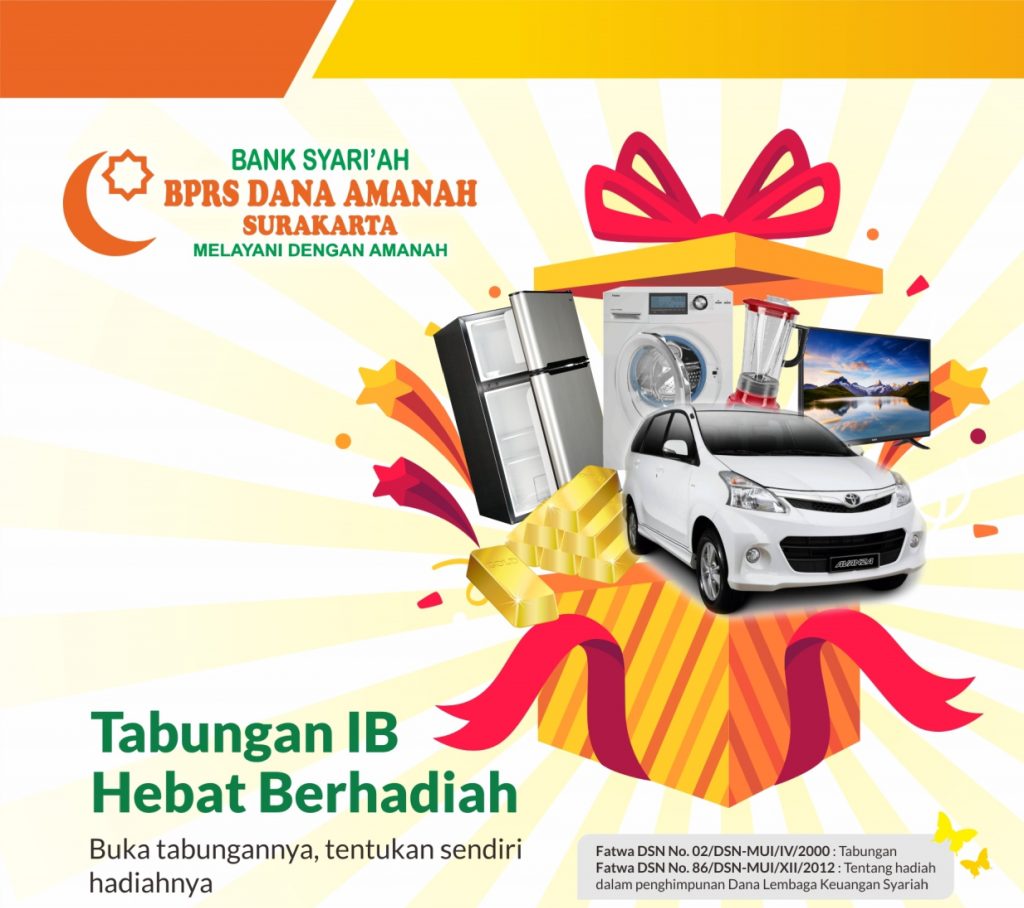 BANK SYARI'AH
BPRS DANA AMANAH
SURAKARTA
MELAYANI DENGAN AMANAH
GOLD
AVANZA
Tabungan IB
Hebat Berhadiah
Buka tabungannya, tentukan sendiri
hadiahnya
Fatwa DSN No. 02/DSN-MUI/IV/2000 : Tabungan
Fatwa DSN No. 86/DSN-MUI/XII/2012 : Tentang hadiah
dalam penghimpunan Dana Lembaga Keuangan Syariah